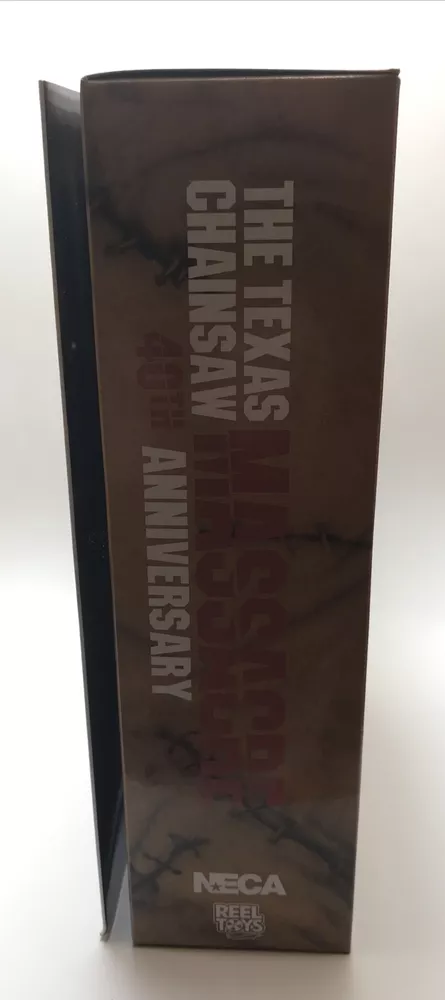 THE TEXAS
CHAINSAW
MASSACRE
40TH ANNIVERSARY
NECA
REEL
TOYS